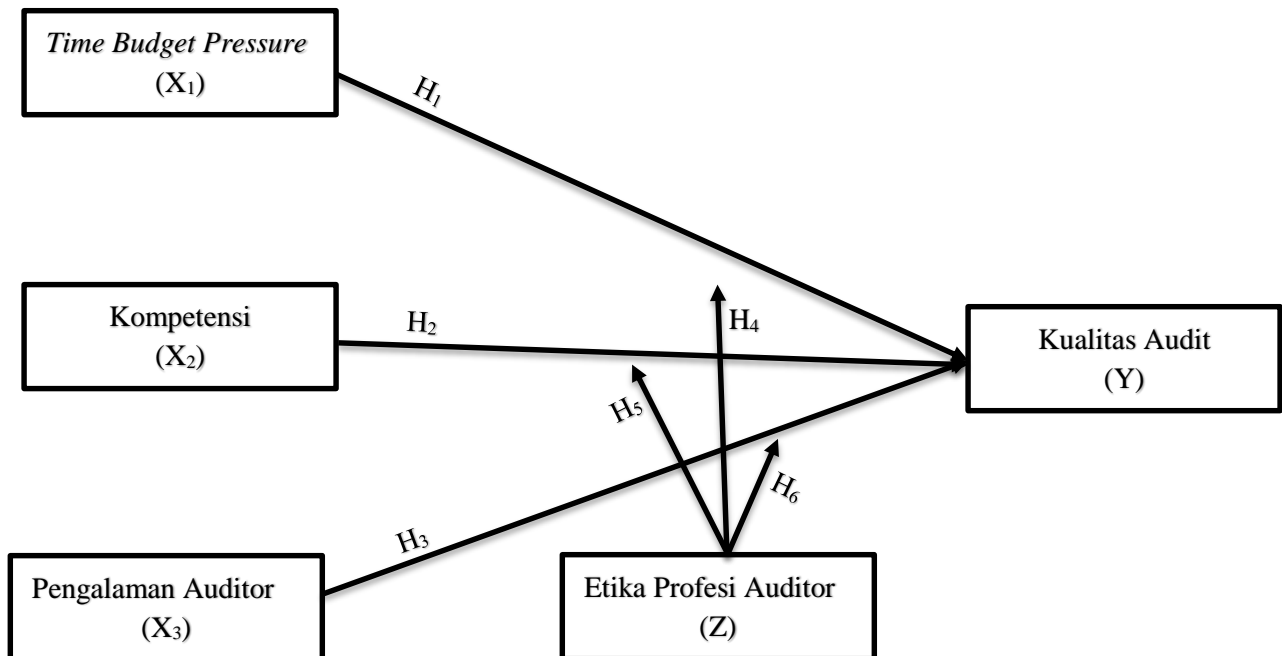 Time Budget Pressure
(X₁)
H₁
Kompetensi
(X₂)
H₂
H₄
Kualitas Audit
(Y)
H₅
H₆
H₃
Pengalaman Auditor
(X₃)
Etika Profesi Auditor
(Z)